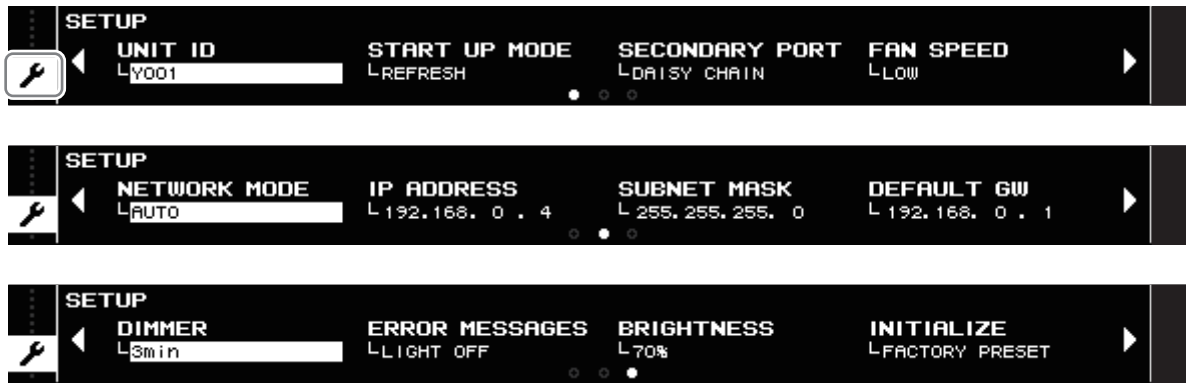 SETUP
UNIT ID START UP MODE SECONDARY PORT FAN SPEED
Y001 REFRESH DAISY CHAIN LOW
SETUP
NETWORK MODE IP ADDRESS SUBNET MASK DEFAULT GW
AUTO 192.168. 0 . 4 255.255.255. 0 192.168. 0 . 1
SETUP
DIMMER ERROR MESSAGES BRIGHTNESS INITIALIZE
3min LIGHT OFF 70% FACTORY PRESET